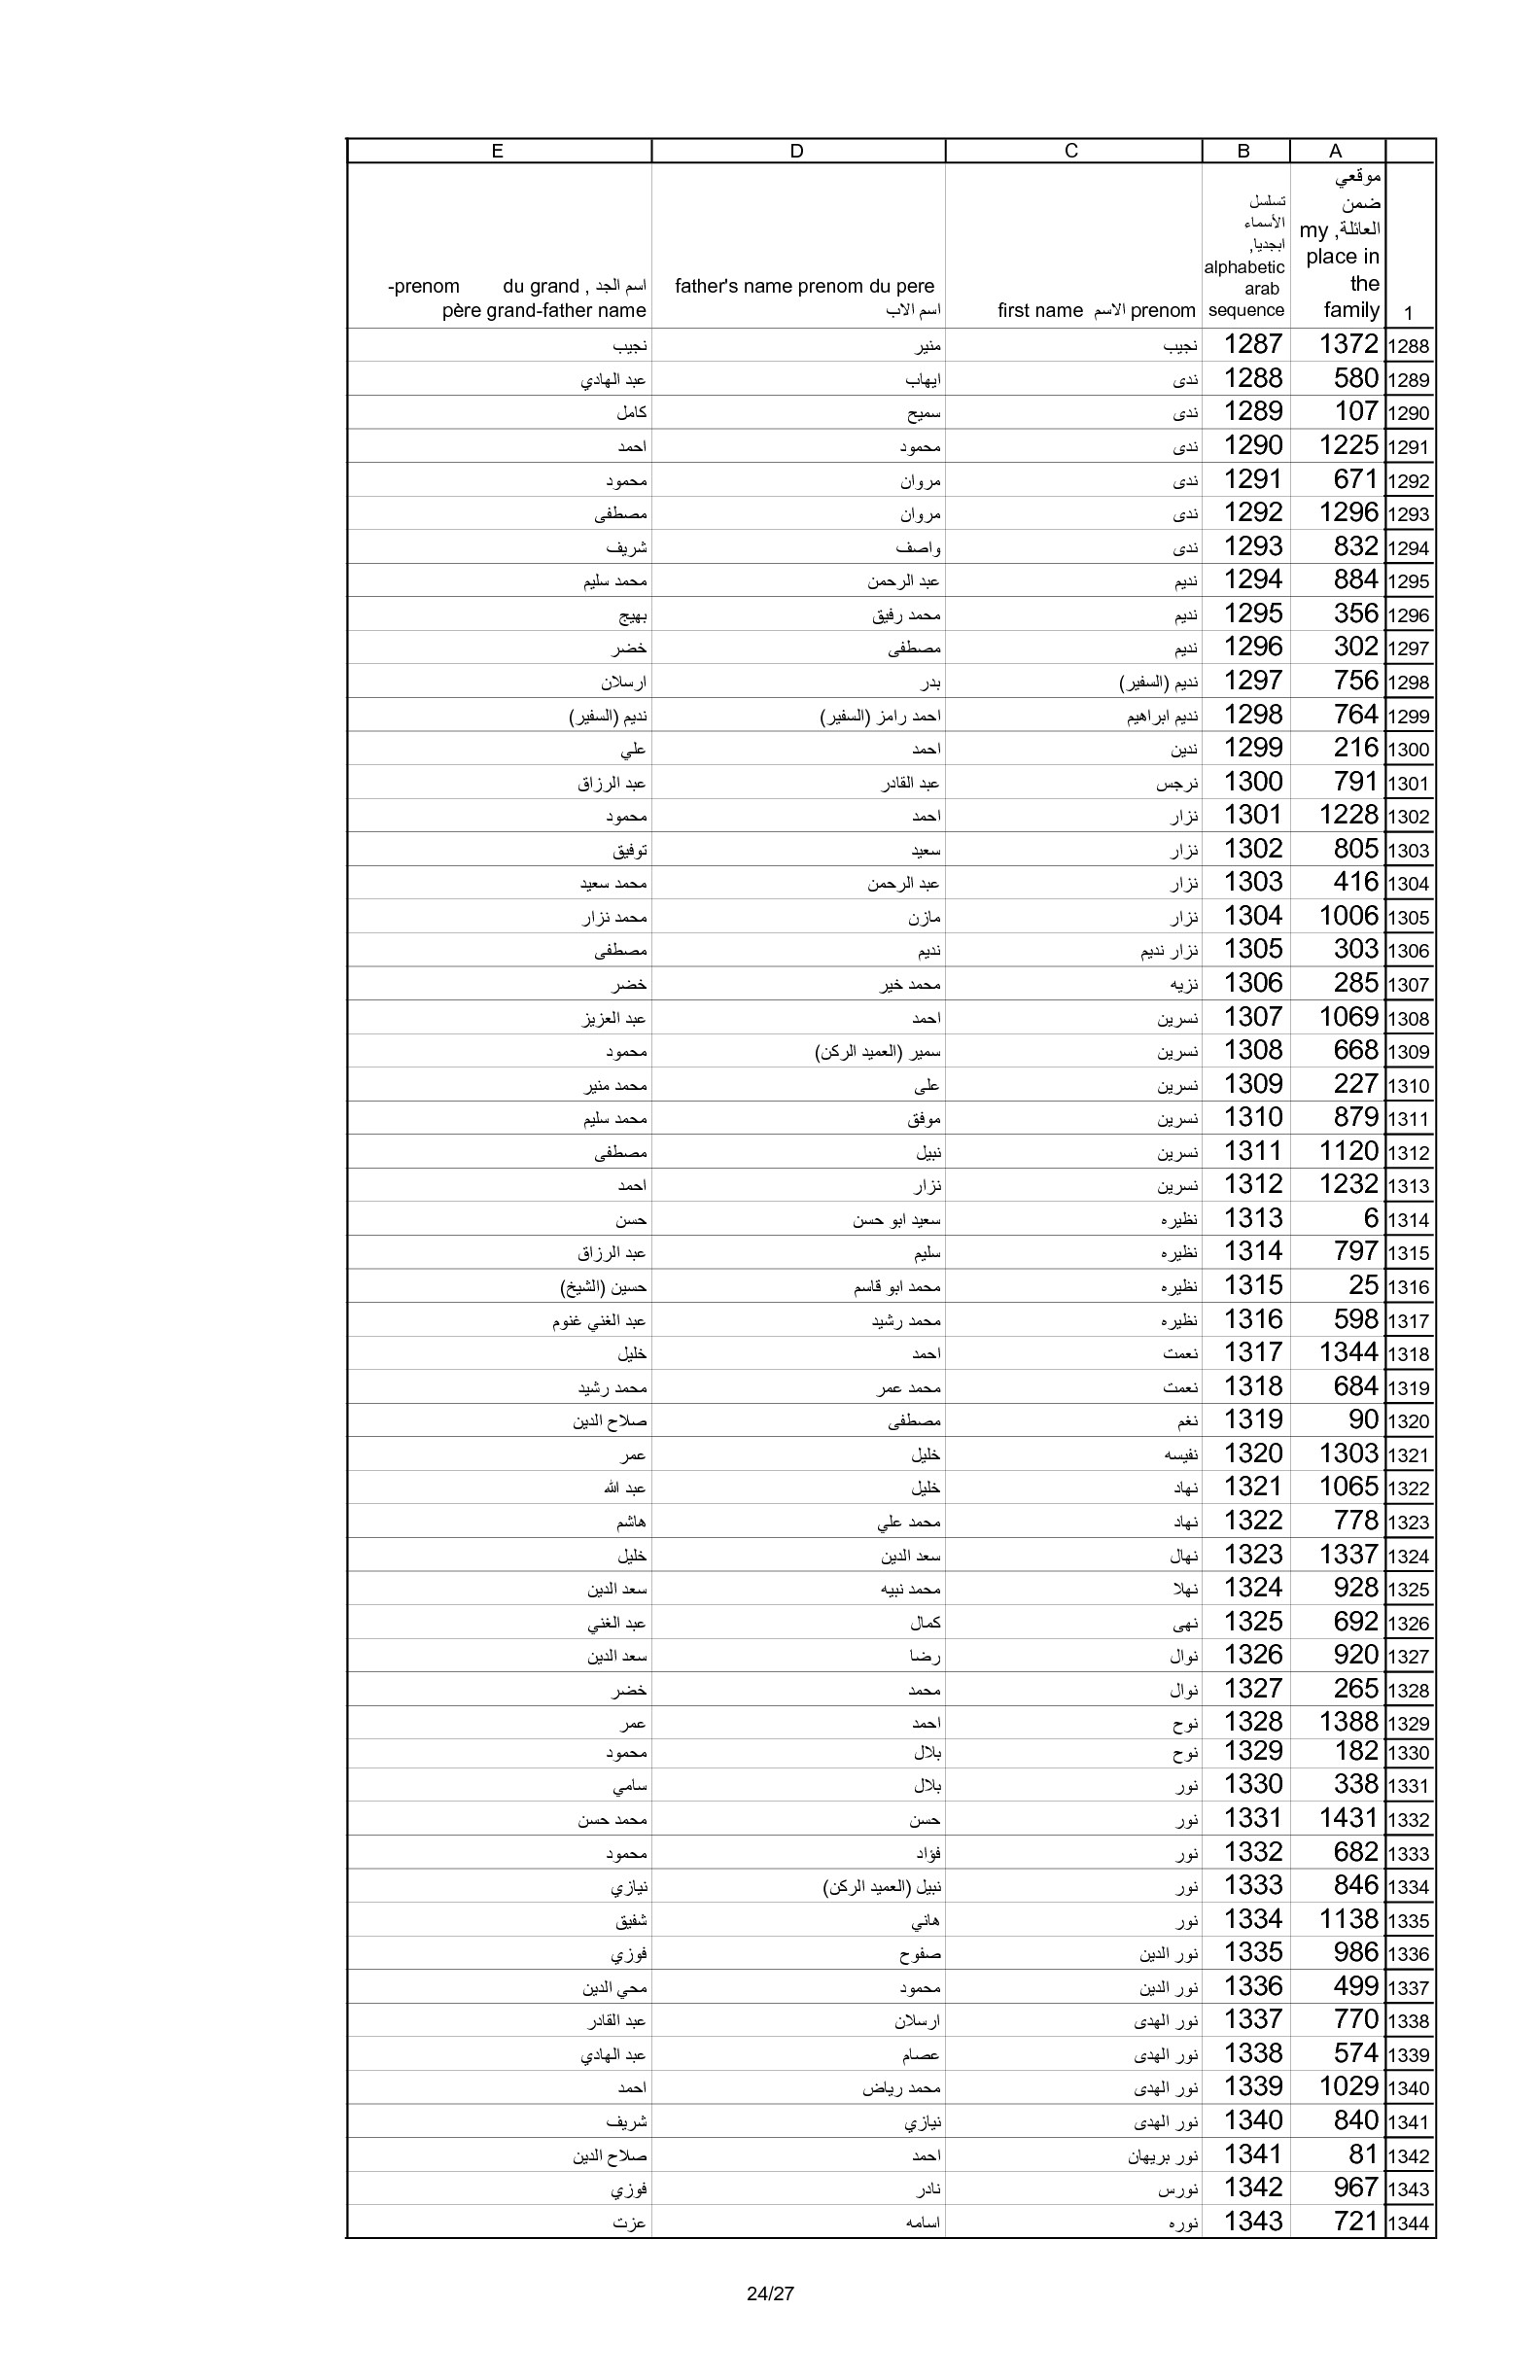 A B C D E
1 موقعي ضمن العائلة, my place in the family تسلسل الأسماء ابجديا, alphabetic arab sequence first name الاسم prenom father's name prenom du pere اسم الاب اسم الجد , du grand -prenom père grand-father name
1288 1372 1287 نجيب منير نجيب
1289 580 1288 ندى ايهاب عبد الهادي
1290 107 1289 ندى سميح كامل
1291 1225 1290 ندى محمود احمد
1292 671 1291 ندى مروان محمود
1293 1296 1292 ندى مروان مصطفى
1294 832 1293 ندى واصف شريف
1295 884 1294 نديم عبد الرحمن محمد سليم
1296 356 1295 نديم محمد رفيق بهيج
1297 302 1296 نديم مصطفى خضر
1298 756 1297 نديم (السفير) بدر ارسلان
1299 764 1298 نديم ابراهيم احمد رامز (السفير) نديم (السفير)
1300 216 1299 ندين احمد علي
1301 791 1300 نرجس عبد القادر عبد الرزاق
1302 1228 1301 نزار احمد محمود
1303 805 1302 نزار سعيد توفيق
1304 416 1303 نزار عبد الرحمن محمد سعيد
1305 1006 1304 نزار مازن محمد نزار
1306 303 1305 نزار نديم نديم مصطفى
1307 285 1306 نزيه محمد خير خضر
1308 1069 1307 نسرين احمد عبد العزيز
1309 668 1308 نسرين سمير (العميد الركن) محمود
1310 227 1309 نسرين على محمد منير
1311 879 1310 نسرين موفق محمد سليم
1312 1120 1311 نسرين نبيل مصطفى
1313 1232 1312 نسرين نزار احمد
1314 6 1313 نظيره سعيد ابو حسن حسن
1315 797 1314 نظيره سليم عبد الرزاق
1316 25 1315 نظيره محمد ابو قاسم حسين (الشيخ)
1317 598 1316 نظيره محمد رشيد عبد الغني غنوم
1318 1344 1317 نعمت احمد خليل
1319 684 1318 نعمت محمد عمر محمد رشيد
1320 90 1319 نغم مصطفى صلاح الدين
1321 1303 1320 نفيسه خليل عمر
1322 1065 1321 نهاد خليل عبد الله
1323 778 1322 نهاد محمد علي هاشم
1324 1337 1323 نهال سعد الدين خليل
1325 928 1324 نهلا محمد نبيه سعد الدين
1326 692 1325 نهى كمال عبد الغني
1327 920 1326 نوال رضا سعد الدين
1328 265 1327 نوال محمد خضر
1329 1388 1328 نوح احمد عمر
1330 182 1329 نوح بلال محمود
1331 338 1330 نور بلال سامي
1332 1431 1331 نور حسن محمد حسن
1333 682 1332 نور فؤاد محمود
1334 846 1333 نور نبيل (العميد الركن) نيازي
1335 1138 1334 نور هاني شفيق
1336 986 1335 نور الدين صفوح فوزي
1337 499 1336 نور الدين محمود محي الدين
1338 770 1337 نور الهدى ارسلان عبد القادر
1339 574 1338 نور الهدى عصام عبد الهادي
1340 1029 1339 نور الهدى محمد رياض احمد
1341 840 1340 نور الهدى نيازي شريف
1342 81 1341 نور بريهان احمد صلاح الدين
1343 967 1342 نورس نادر فوزي
1344 721 1343 نوره اسامه عزت
24/27